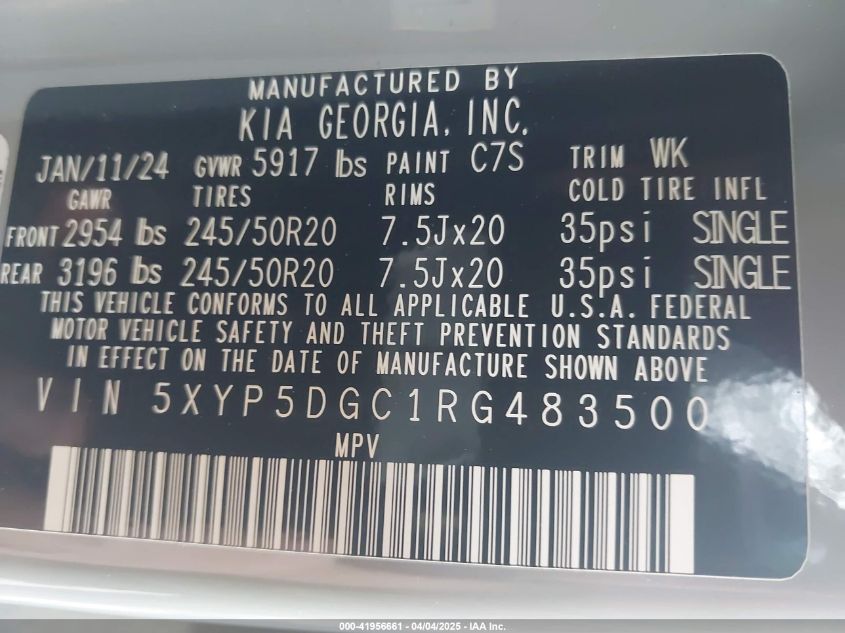 MANUFACTURED BY
KIA GEORGIA, INC.
JAN/11/24 GVWR 5917 lbs PAINT C7S TRIM WK
GAWR TIRES RIMS COLD TIRE INFL
FRONT 2954 lbs 245/50R20 7.5Jx20 35psi SINGLE
REAR 3196 lbs 245/50R20 7.5Jx20 35psi SINGLE
THIS VEHICLE CONFORMS TO ALL APPLICABLE U.S.A. FEDERAL
MOTOR VEHICLE SAFETY AND THEFT PREVENTION STANDARDS
IN EFFECT ON THE DATE OF MANUFACTURE SHOWN ABOVE
VIN 5XYP5DGC1RG483500
MPV
000-41956661 - 04/04/2025 - IAA Inc.